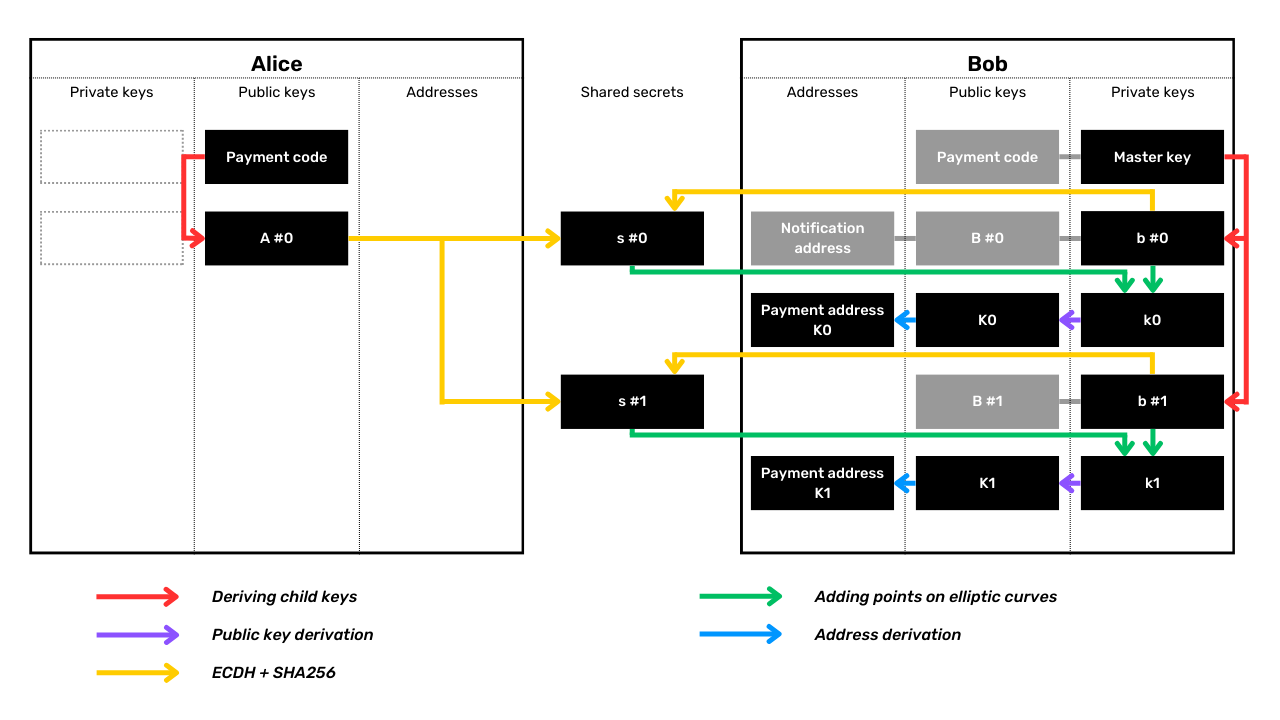 Alice
Bob
Private keys
Public keys
Addresses
Shared secrets
Addresses
Public keys
Private keys
Payment code
Payment code
Master key
A #0
s #0
Notification
address
B #0
b #0
Payment address
K0
K0
k0
s #1
B #1
b #1
Payment address
K1
K1
k1
Deriving child keys
Adding points on elliptic curves
Public key derivation
Address derivation
ECDH + SHA256